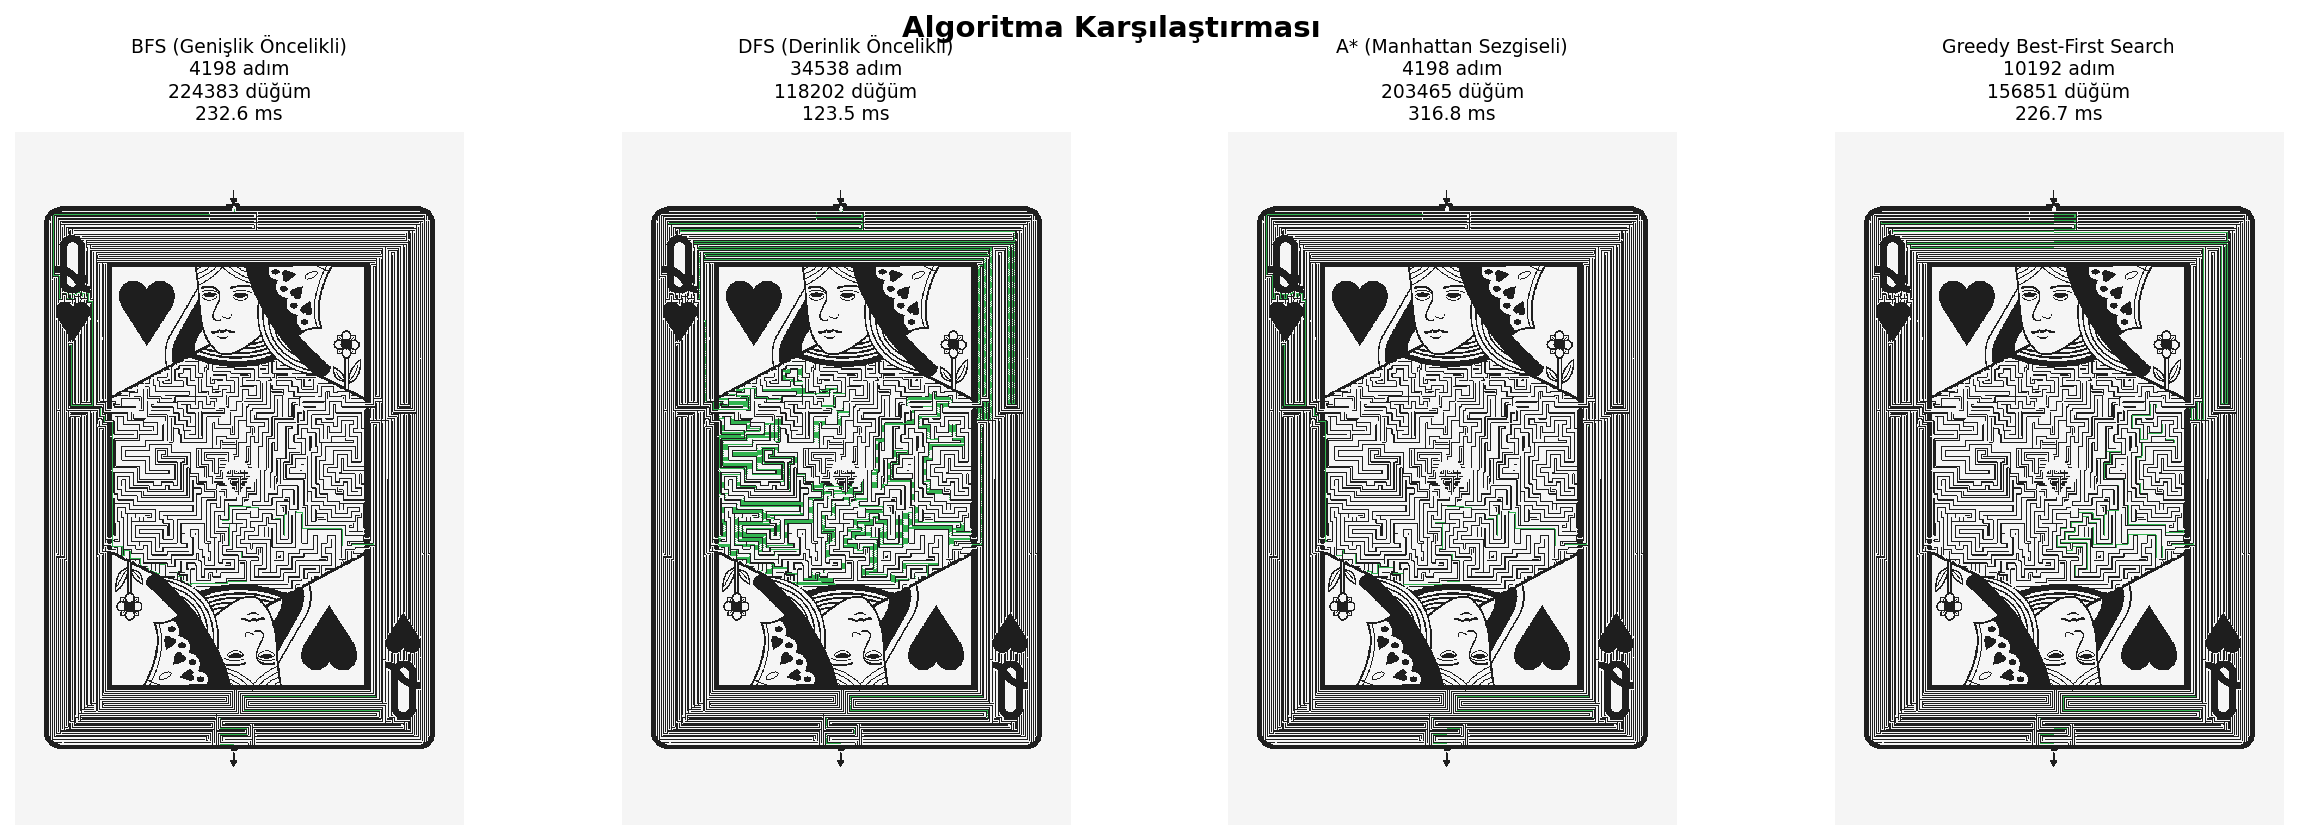 Algoritma Karşılaştırması
BFS (Genişlik Öncelikli)
4198 adım
224383 düğüm
232.6 ms
DFS (Derinlik Öncelikli)
34538 adım
118202 düğüm
123.5 ms
A* (Manhattan Sezgiseli)
4198 adım
203465 düğüm
316.8 ms
Greedy Best-First Search
10192 adım
156851 düğüm
226.7 ms
Q
Q
Q
Q
Q
Q
Q
Q